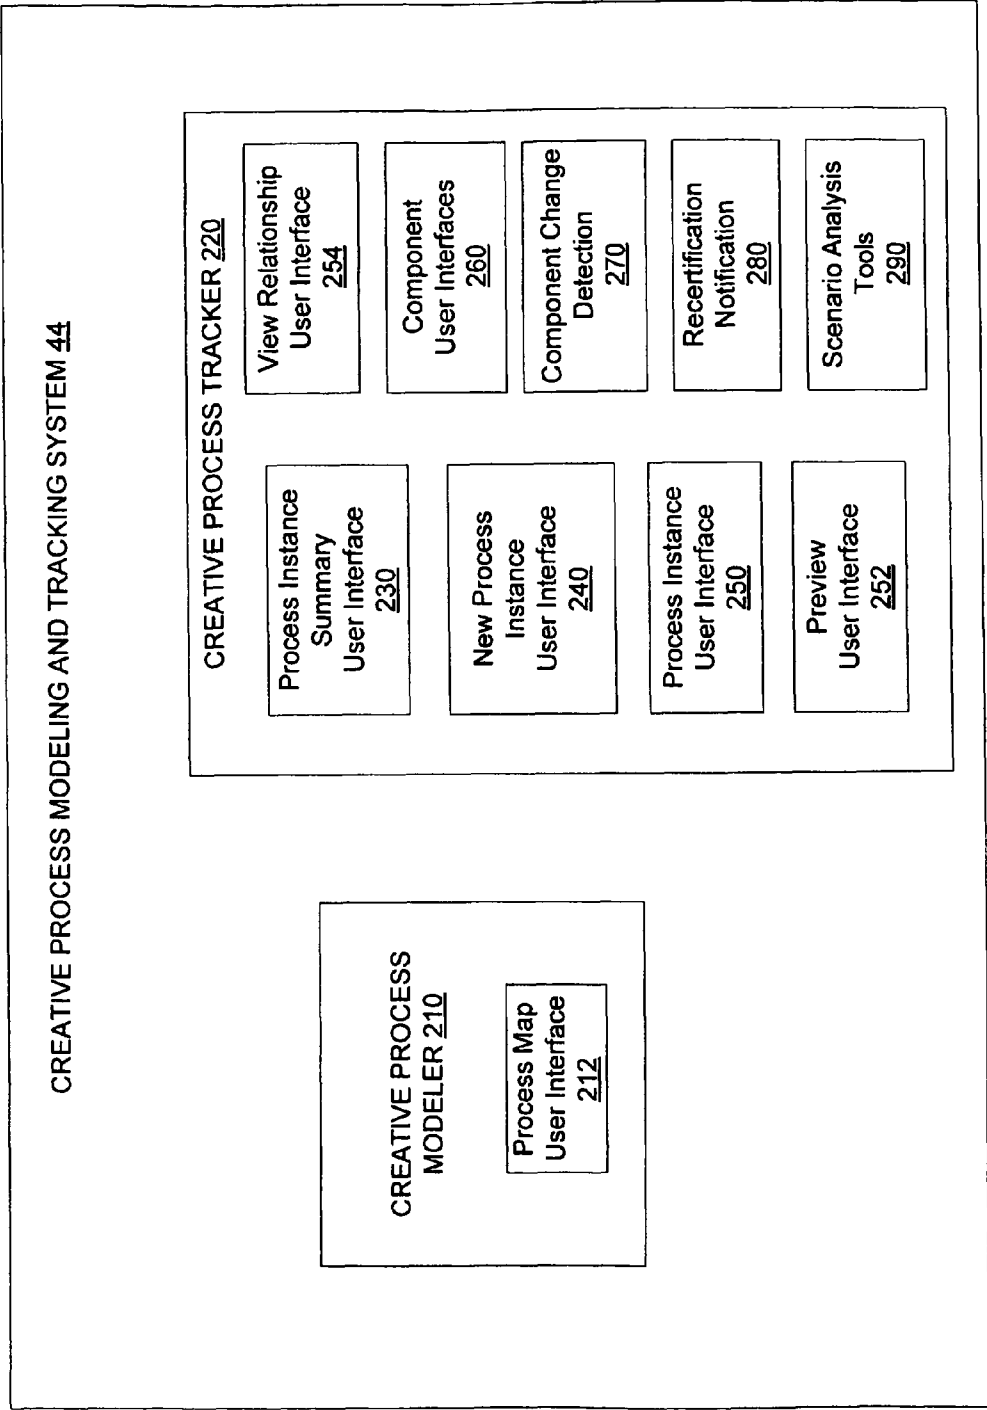 CREATIVE PROCESS MODELING AND TRACKING SYSTEM 44
CREATIVE PROCESS
MODELER 210
Process Map
User Interface
212
CREATIVE PROCESS TRACKER 220
Process Instance
Summary
User Interface
230
New Process
Instance
User Interface
240
Process Instance
User Interface
250
Preview
User Interface
252
View Relationship
User Interface
254
Component
User Interfaces
260
Component Change
Detection
270
Recertification
Notification
280
Scenario Analysis
Tools
290